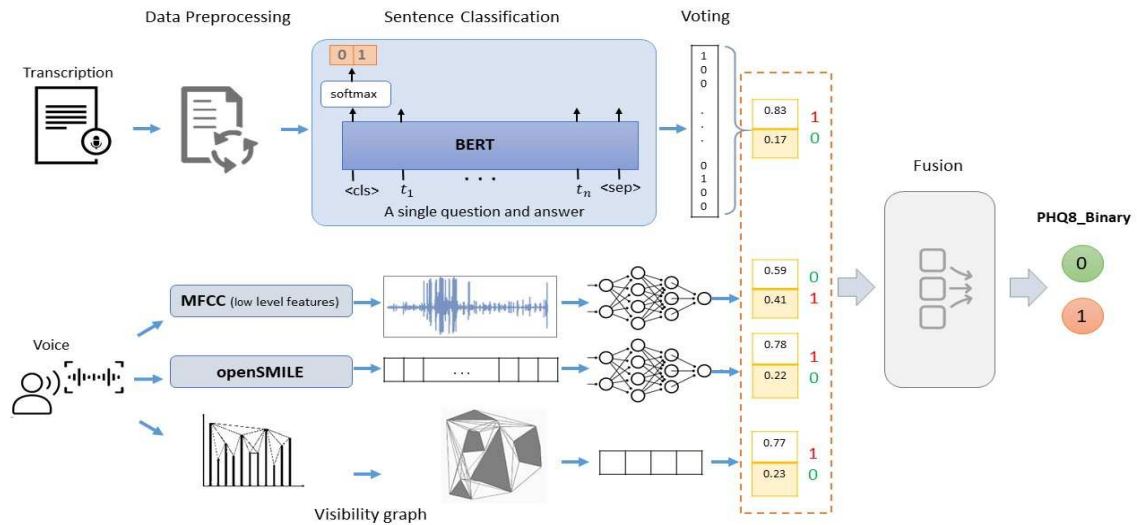 Data Preprocessing
Sentence Classification
Voting
Transcription
0 1
softmax
BERT
<cls> t1 . . . tn <sep>
A single question and answer
1
0
0
.
.
.
0
1
0
0
0.83 1
0.17 0
Fusion
PHQ8_Binary
0
1
MFCC (low level features)
0.59 0
0.41 1
Voice
openSMILE
...
0.78 1
0.22 0
0.77 1
0.23 0
Visibility graph